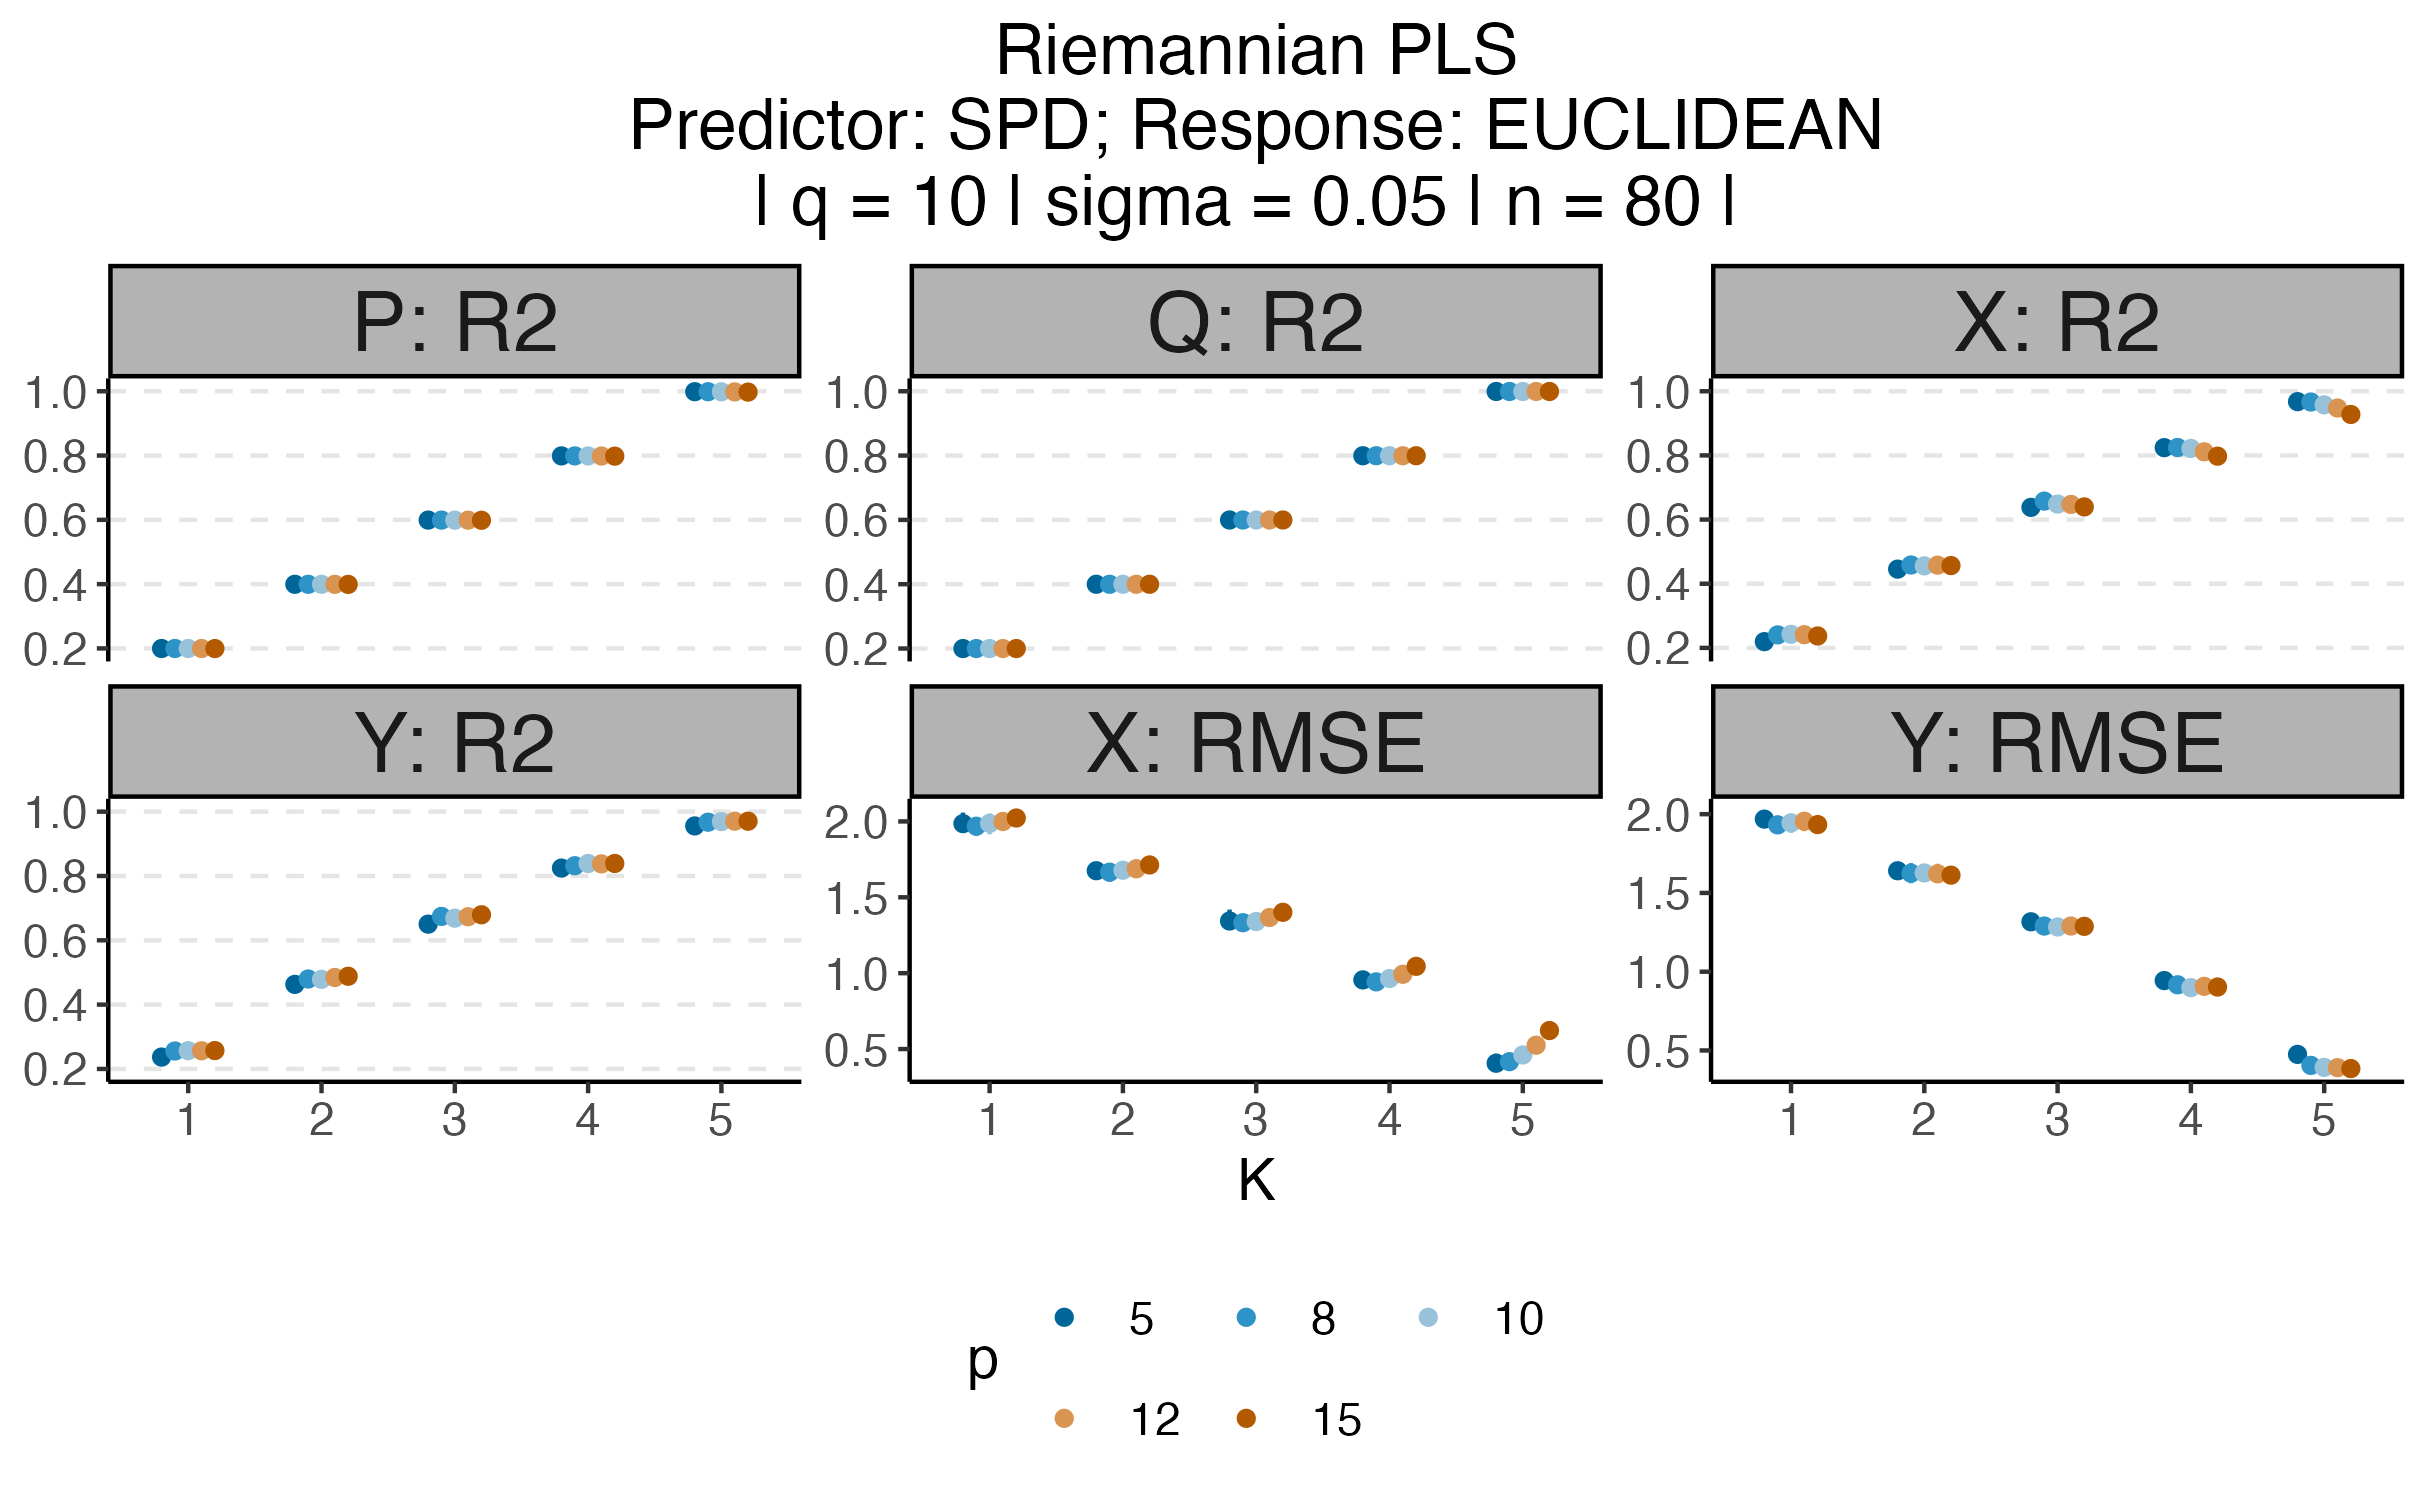 Riemannian PLS
Predictor: SPD; Response: EUCLIDEAN
| q = 10 | sigma = 0.05 | n = 80 |
P: R2
Q: R2
X: R2
1.0
0.8
0.6
0.4
0.2
1.0
0.8
0.6
0.4
0.2
1.0
0.8
0.6
0.4
0.2
Y: R2
X: RMSE
Y: RMSE
1.0
0.8
0.6
0.4
0.2
2.0
1.5
1.0
0.5
2.0
1.5
1.0
0.5
1 2 3 4 5
1 2 3 4 5
1 2 3 4 5
K
p
5 8 10
12 15